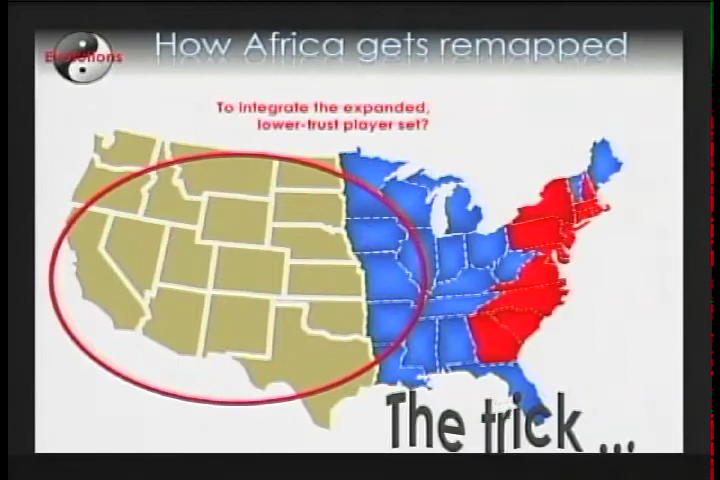 How Africa gets remapped
To integrate the expanded,
lower-trust player set?
The trick ...